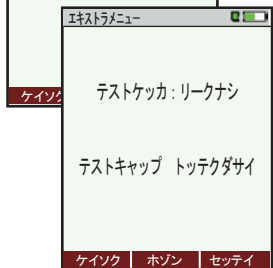 エキストラメニュー
テストケッカ : リークナシ
テストキャップ トッテクダサイ
ケイソク ホゾン セッテイ
ケイソク